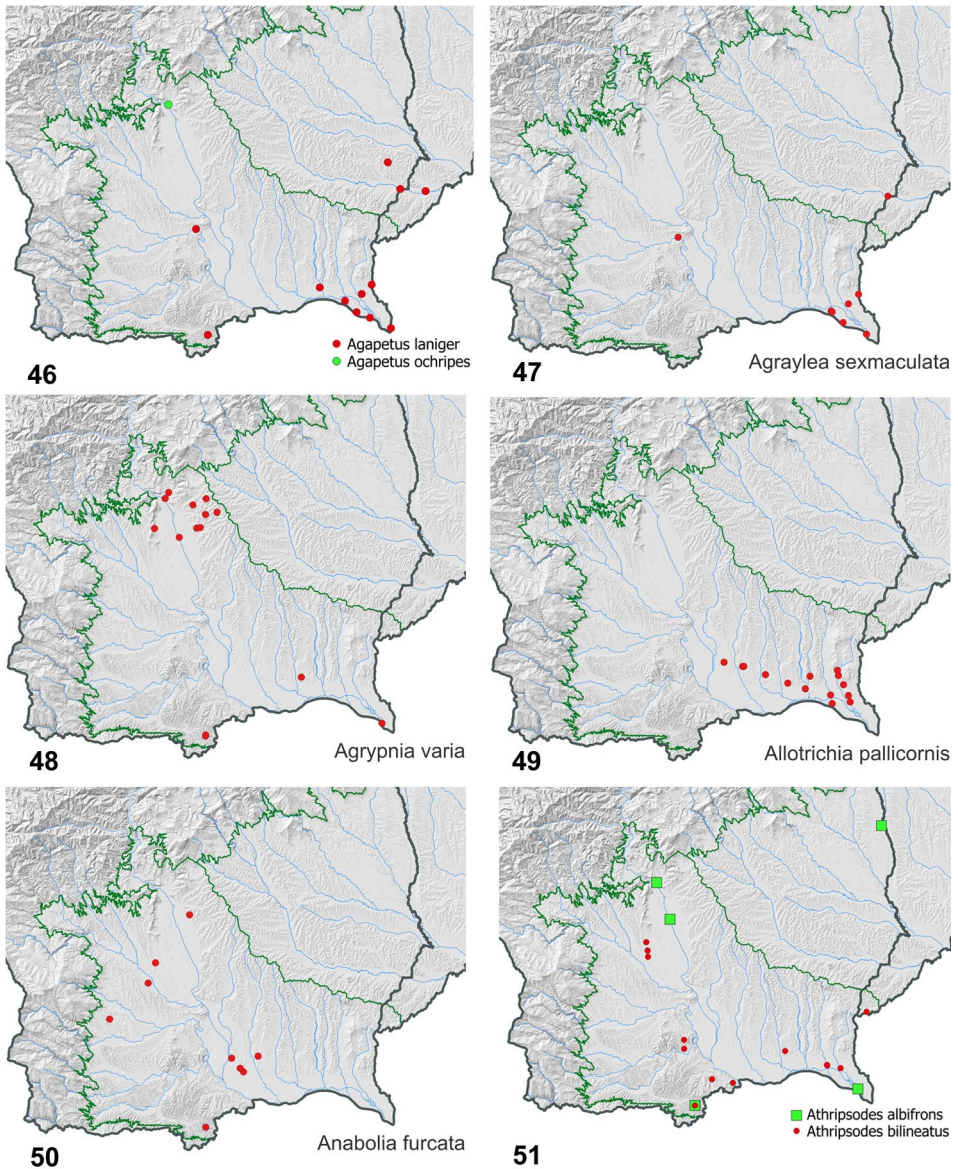 Agapetus laniger
Agapetus ochripes
46
47
Agraylea sexmaculata
48
Agrypnia varia
49
Allotrichia pallicornis
50
Anabolia furcata
Athripsodes albifrons
Athripsodes bilineatus
51